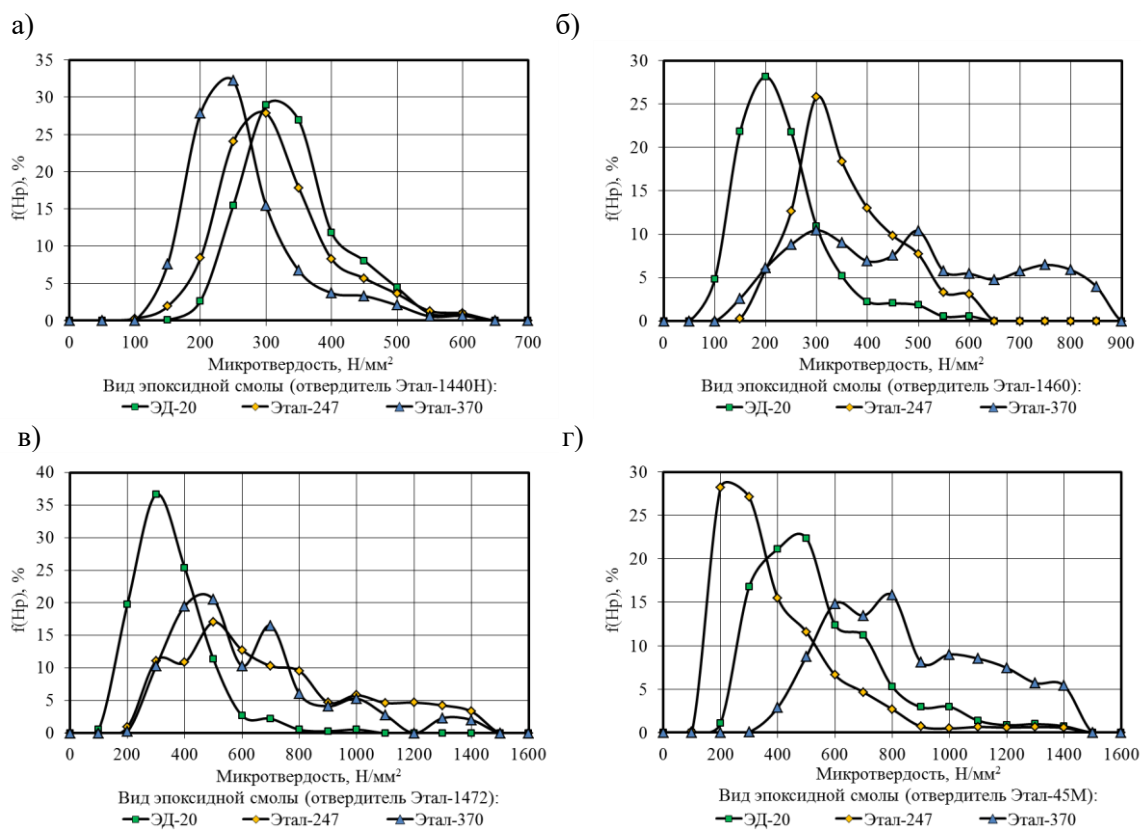 а)
35
30
25
20
15
10
5
0
f(Hp), %
0 100 200 300 400 500 600 700
Микротвердость, Н/мм²
Вид эпоксидной смолы (отвердитель Этал-1440Н):
ЭД-20 Этал-247 Этал-370
б)
30
25
20
15
10
5
0
f(Hp), %
0 100 200 300 400 500 600 700 800 900
Микротвердость, Н/мм²
Вид эпоксидной смолы (отвердитель Этал-1460):
ЭД-20 Этал-247 Этал-370
в)
40
35
30
25
20
15
10
5
0
f(Hp), %
0 200 400 600 800 1000 1200 1400 1600
Микротвердость, Н/мм²
Вид эпоксидной смолы (отвердитель Этал-1472):
ЭД-20 Этал-247 Этал-370
г)
30
25
20
15
10
5
0
f(Hp), %
0 200 400 600 800 1000 1200 1400 1600
Микротвердость, Н/мм²
Вид эпоксидной смолы (отвердитель Этал-45М):
ЭД-20 Этал-247 Этал-370